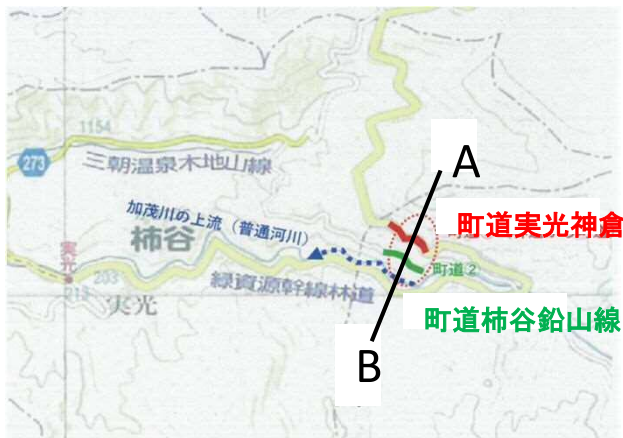 1154
273
三朝温泉木地山線
A
町道実光神倉
加茂川の上流（普通河川）
柿谷
町道②
実光
203
213
実光
緑資源幹線林道
町道柿谷鉛山線
B